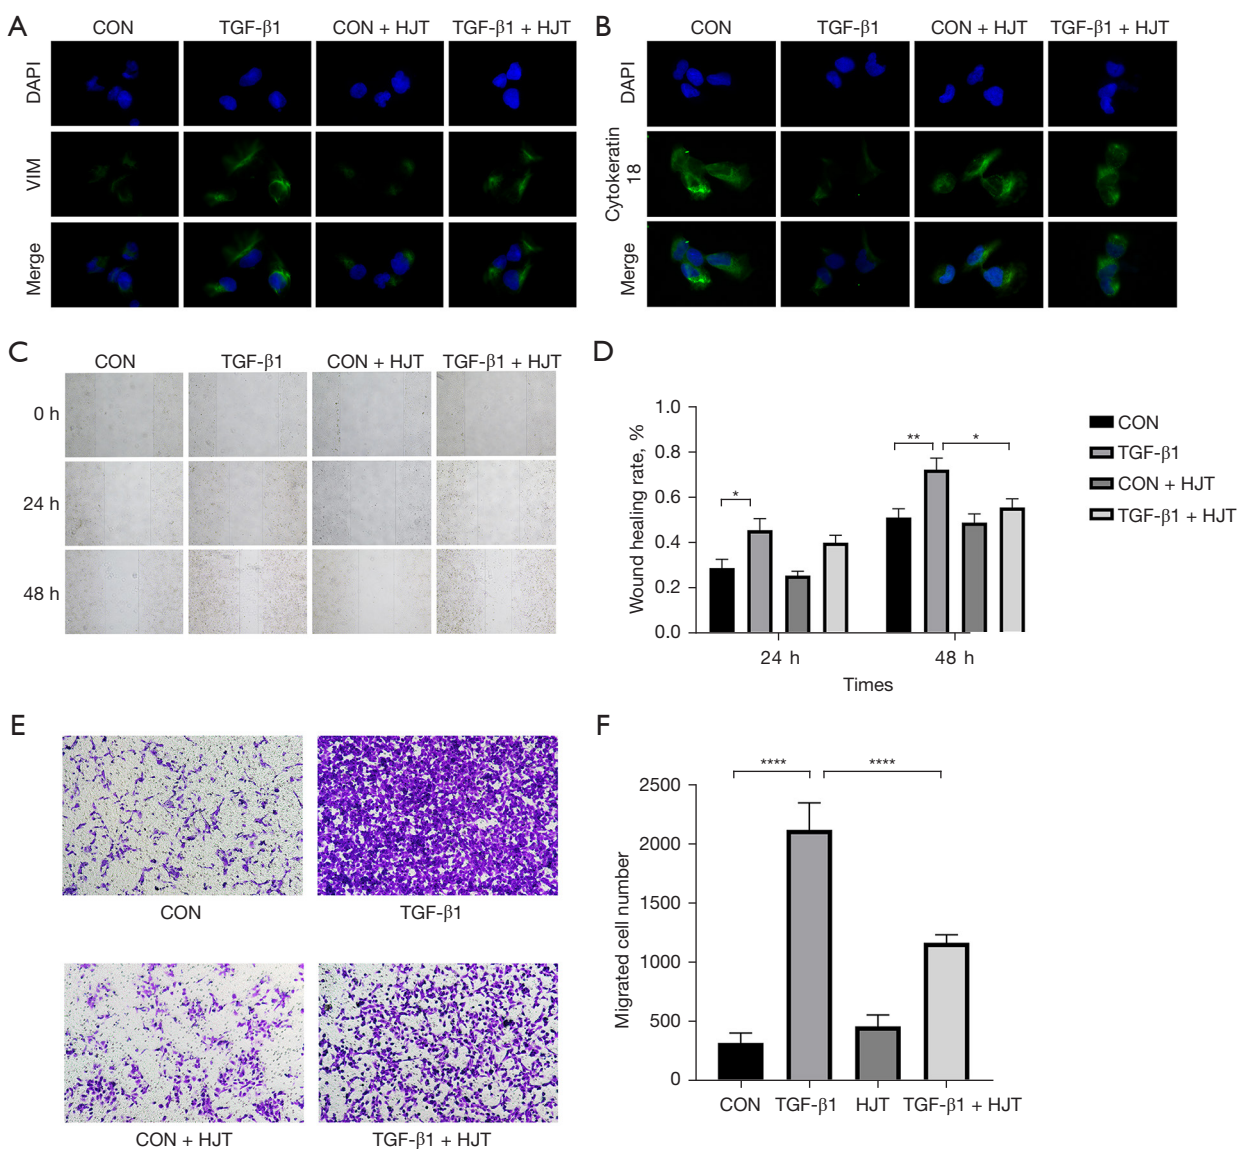 A
CON
TGF-β1
CON + HJT
TGF-β1 + HJT
DAPI
VIM
Merge
B
CON
TGF-β1
CON + HJT
TGF-β1 + HJT
DAPI
Cytokeratin
18
Merge
C
CON
TGF-β1
CON + HJT
TGF-β1 + HJT
0 h
24 h
48 h
D
Wound healing rate, %
1.0
0.8
0.6
0.4
0.2
0.0
*
**
*
24 h
48 h
Times
CON
TGF-β1
CON + HJT
TGF-β1 + HJT
E
CON
TGF-β1
CON + HJT
TGF-β1 + HJT
F
Migrated cell number
2500
2000
1500
1000
500
0
****
****
CON
TGF-β1
HJT
TGF-β1 + HJT